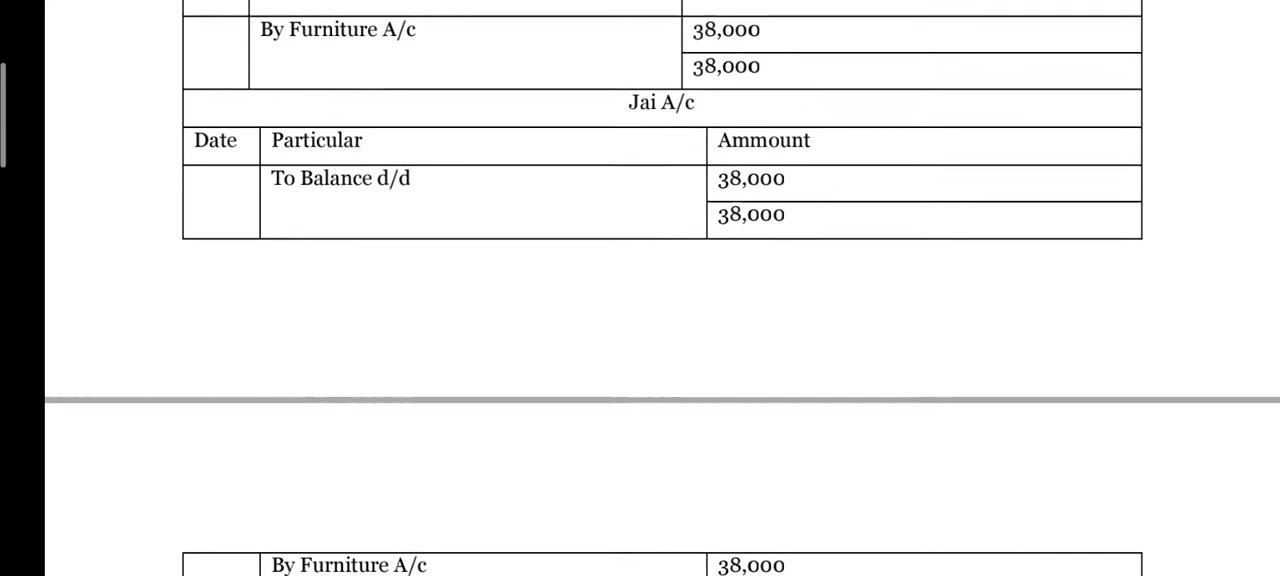 By Furniture A/c 38,000
38,000
Jai A/c
Date Particular Ammount
To Balance d/d 38,000
38,000
By Furniture A/c 38,000